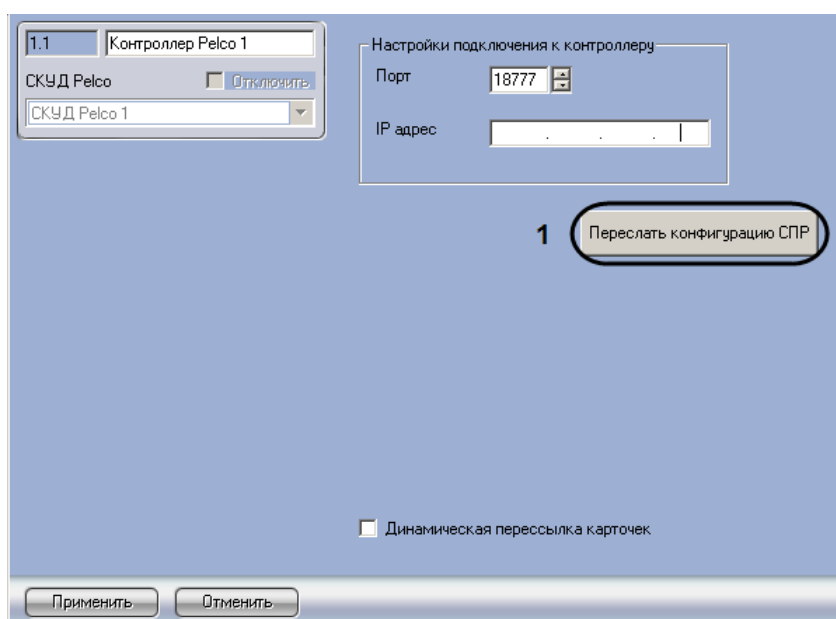 1.1 Контроллер Pelco 1
СКУД Pelco Отключить
СКУД Pelco 1
Настройки подключения к контроллеру
Порт 18777
IP адрес . . .
1 Переслать конфигурацию СПР
Динамическая перессылка карточек
Применить Отменить